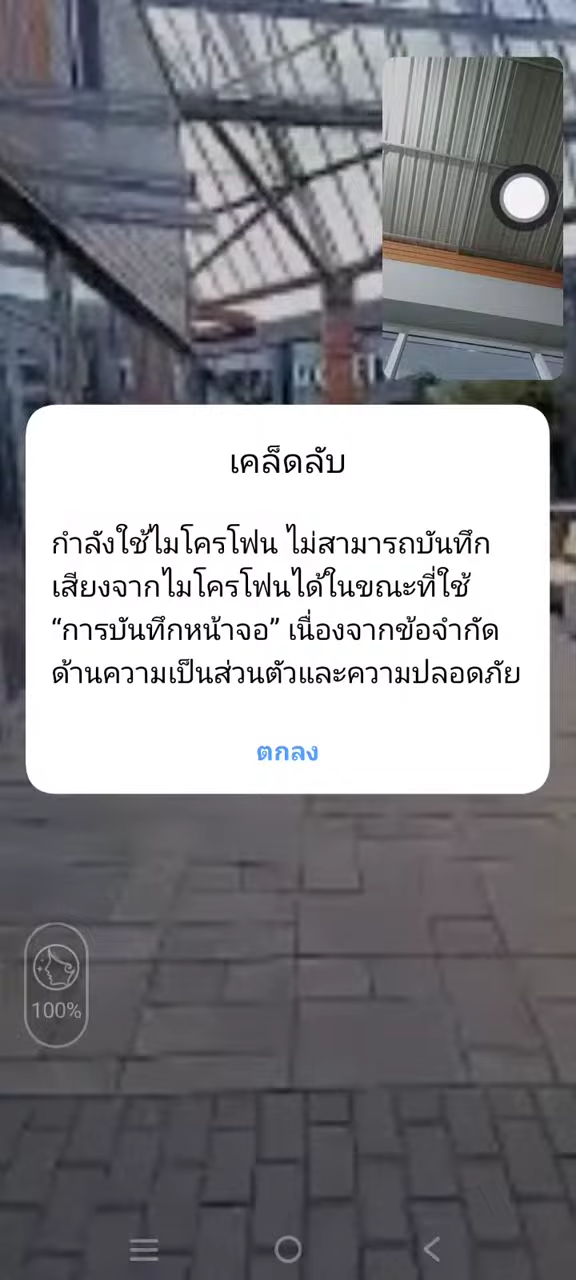 เคล็ดลับ
กำลังใช้ไมโครโฟน ไม่สามารถบันทึก
เสียงจากไมโครโฟนได้ในขณะที่ใช้
“การบันทึกหน้าจอ” เนื่องจากข้อจำกัด
ด้านความเป็นส่วนตัวและความปลอดภัย
ตกลง
100%